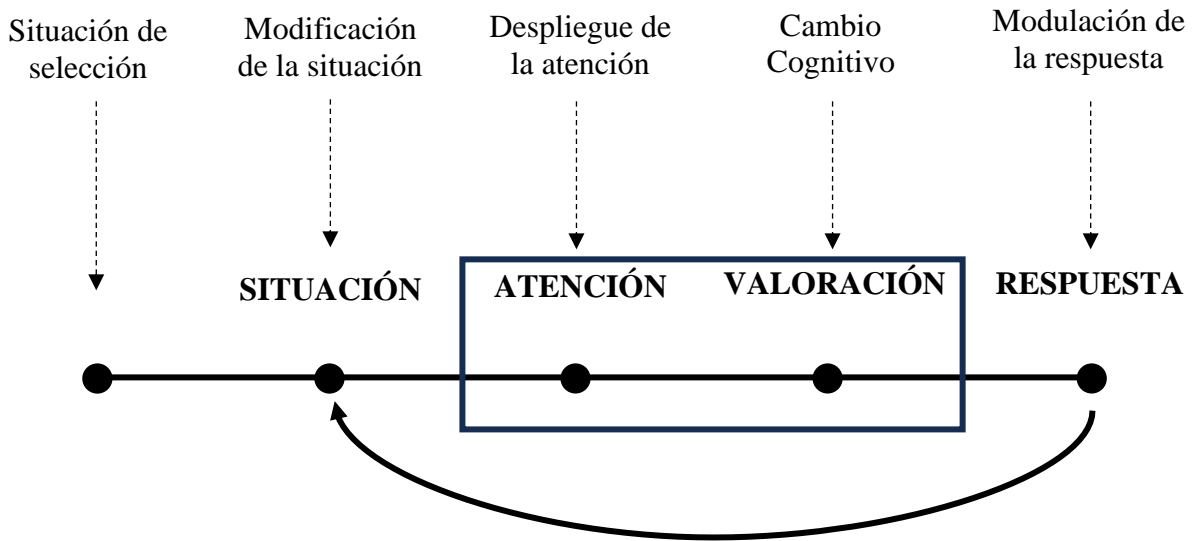 Situación de
selección
Modificación
de la situación
Despliegue de
la atención
Cambio
Cognitivo
Modulación de
la respuesta
SITUACIÓN
ATENCIÓN
VALORACIÓN
RESPUESTA